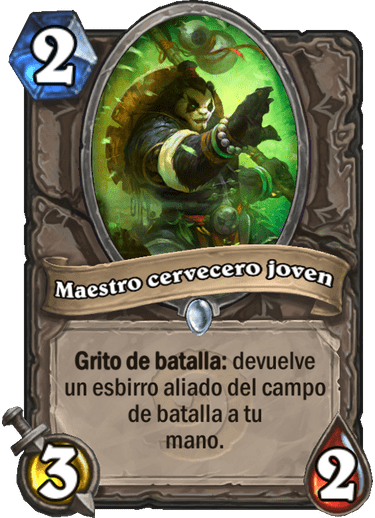 2
Maestro cervecero joven
Grito de batalla: devuelve
un esbirro aliado del campo
de batalla a tu
mano.
3
2